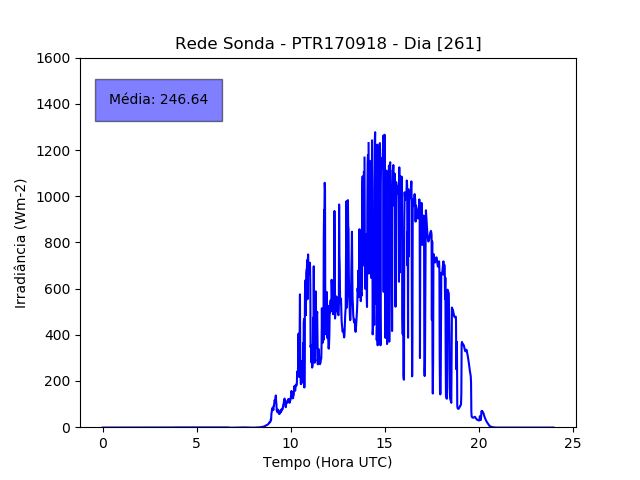 Rede Sonda - PTR170918 - Dia [261]
1600
Média: 246.64
1400
1200
1000
800
600
400
200
0
Irradiância (Wm-2)
0 5 10 15 20 25
Tempo (Hora UTC)